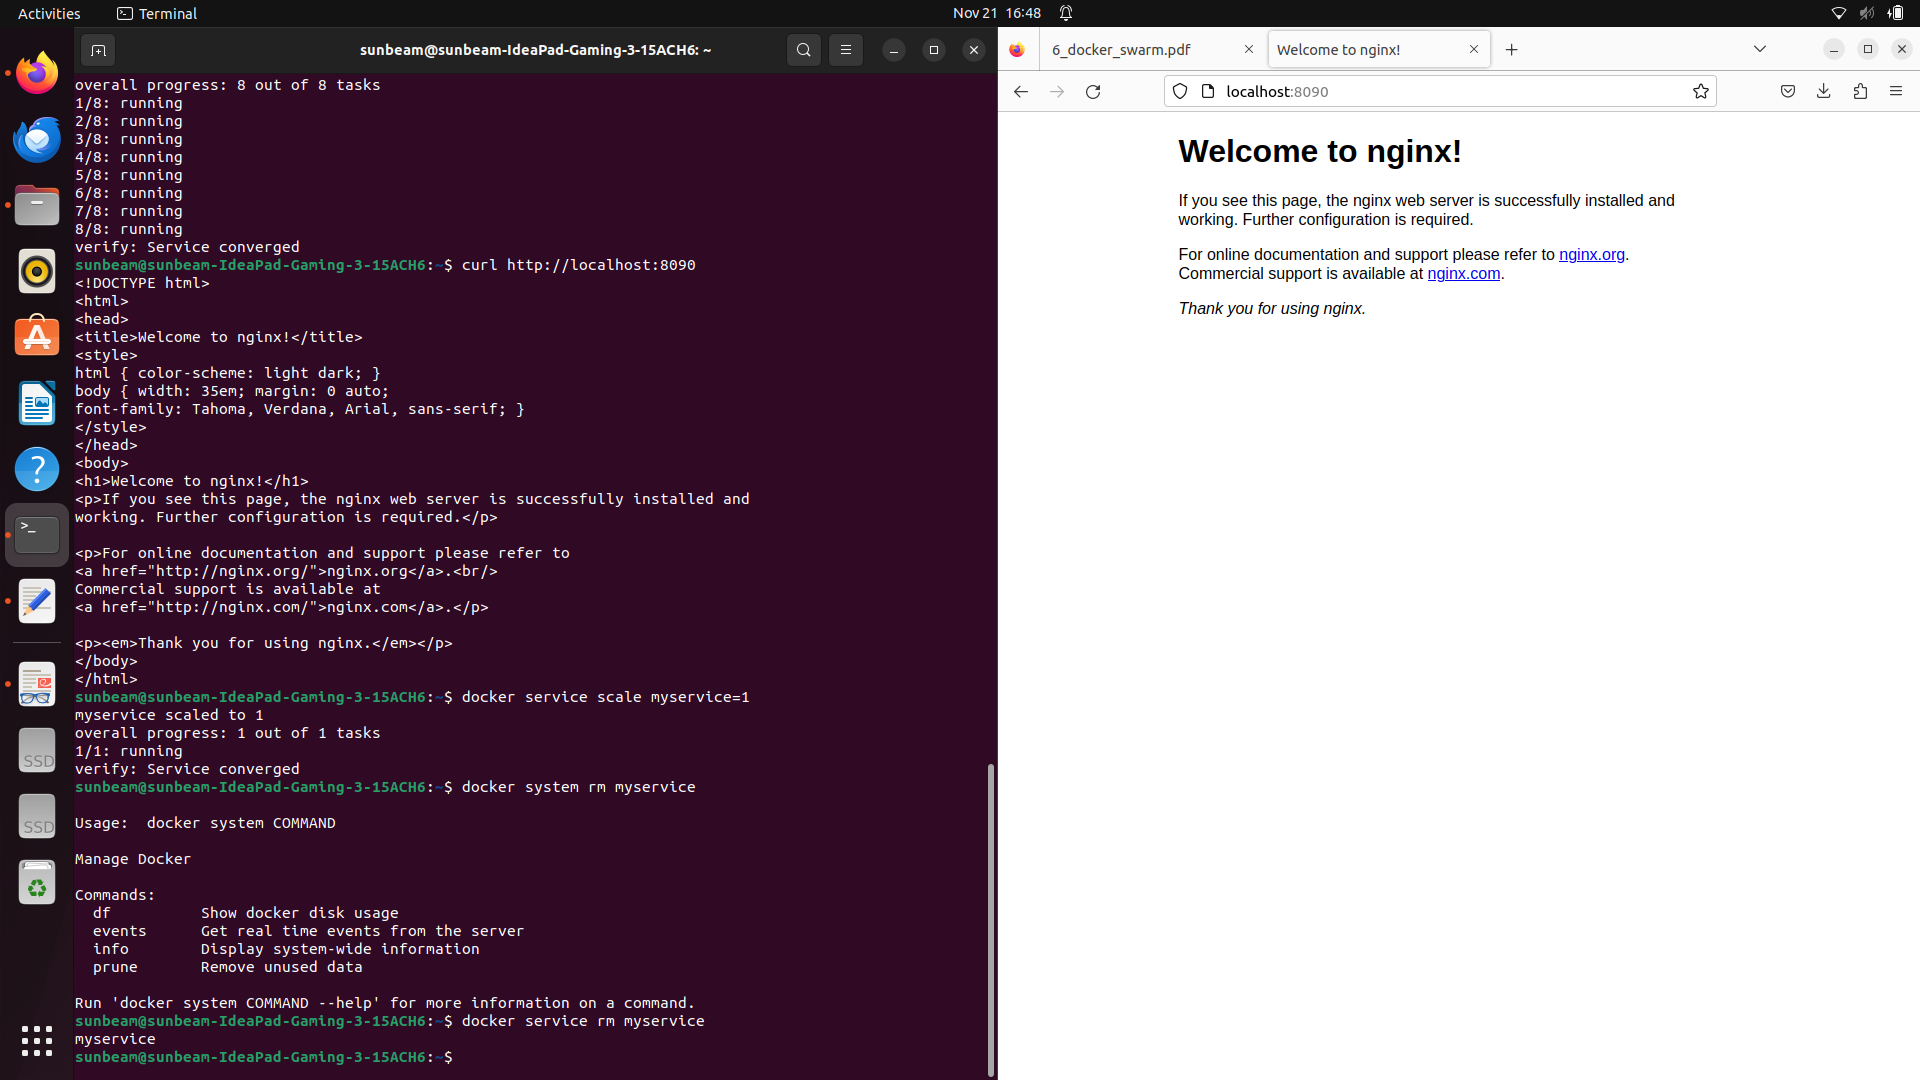 Activities
Terminal
Nov 21 16:48
sunbeam@sunbeam-IdeaPad-Gaming-3-15ACH6: ~
overall progress: 8 out of 8 tasks
1/8: running
2/8: running
3/8: running
4/8: running
5/8: running
6/8: running
7/8: running
8/8: running
verify: Service converged
sunbeam@sunbeam-IdeaPad-Gaming-3-15ACH6:~$ curl http://localhost:8090
<!DOCTYPE html>
<html>
<head>
<title>Welcome to nginx!</title>
<style>
html { color-scheme: light dark; }
body { width: 35em; margin: 0 auto;
font-family: Tahoma, Verdana, Arial, sans-serif; }
</style>
</head>
<body>
<h1>Welcome to nginx!</h1>
<p>If you see this page, the nginx web server is successfully installed and
working. Further configuration is required.</p>
<p>For online documentation and support please refer to
<a href="http://nginx.org/">nginx.org</a>.<br/>
Commercial support is available at
<a href="http://nginx.com/">nginx.com</a>.</p>
<p><em>Thank you for using nginx.</em></p>
</body>
</html>
sunbeam@sunbeam-IdeaPad-Gaming-3-15ACH6:~$ docker service scale myservice=1
myservice scaled to 1
overall progress: 1 out of 1 tasks
1/1: running
verify: Service converged
sunbeam@sunbeam-IdeaPad-Gaming-3-15ACH6:~$ docker system rm myservice
Usage:  docker system COMMAND
Manage Docker
Commands:
df          Show docker disk usage
events      Get real time events from the server
info        Display system-wide information
prune       Remove unused data
Run 'docker system COMMAND --help' for more information on a command.
sunbeam@sunbeam-IdeaPad-Gaming-3-15ACH6:~$ docker service rm myservice
myservice
sunbeam@sunbeam-IdeaPad-Gaming-3-15ACH6:~$
SSD
SSD
6_docker_swarm.pdf
Welcome to nginx!
localhost:8090
Welcome to nginx!
If you see this page, the nginx web server is successfully installed and
working. Further configuration is required.
For online documentation and support please refer to nginx.org.
Commercial support is available at nginx.com.
Thank you for using nginx.